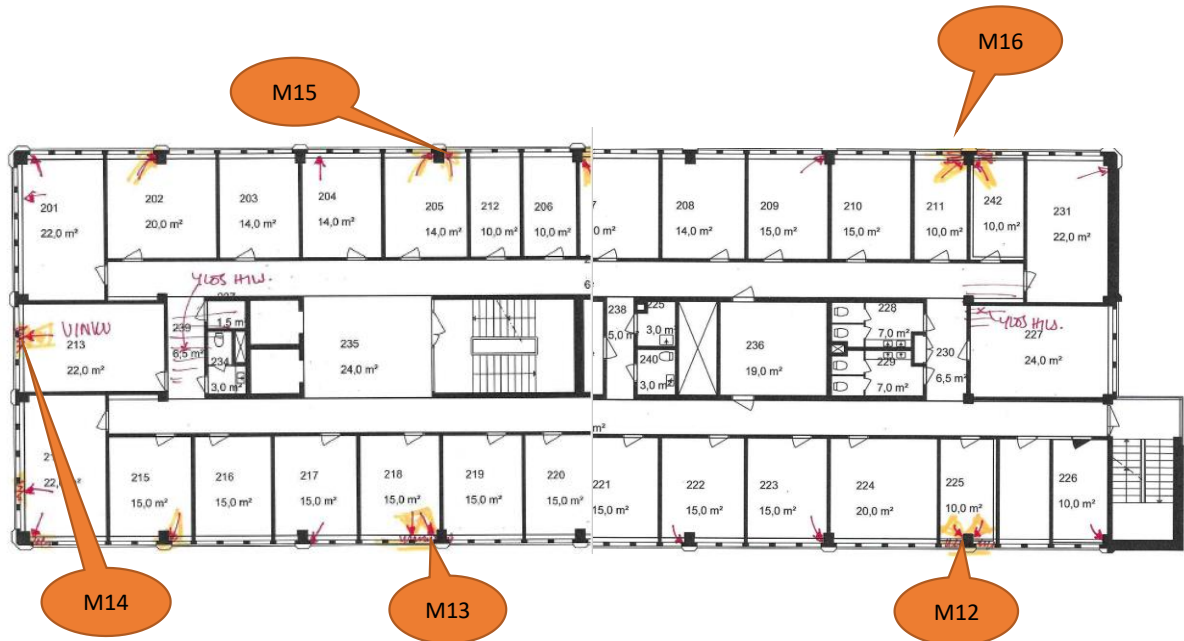 M16
M15
201
22,0 m²
202
20,0 m²
203
14,0 m²
204
14,0 m²
205
14,0 m²
212
10,0 m²
206
10,0 m²
208
14,0 m²
209
15,0 m²
210
15,0 m²
211
10,0 m²
242
10,0 m²
231
22,0 m²
YLÖS HILJ.
VINKU
213
22,0 m²
239
6,5 m²
1,5 m
234
3,0 m²
235
24,0 m²
238
5,0 m²
225
3,0 m²
240
3,0 m²
236
19,0 m²
228
7,0 m²
229
7,0 m²
230
6,5 m²
YLÖS HILJ.
227
24,0 m²
215
15,0 m²
216
15,0 m²
217
15,0 m²
218
15,0 m²
219
15,0 m²
220
15,0 m²
221
15,0 m²
222
15,0 m²
223
15,0 m²
224
20,0 m²
225
10,0 m²
226
10,0 m²
M14
M13
M12